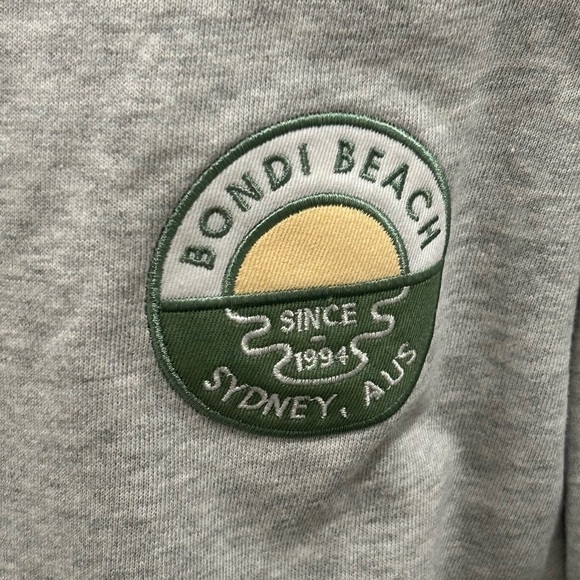 BONDI BEACH
SINCE
-
1994
SYDNEY, AUS